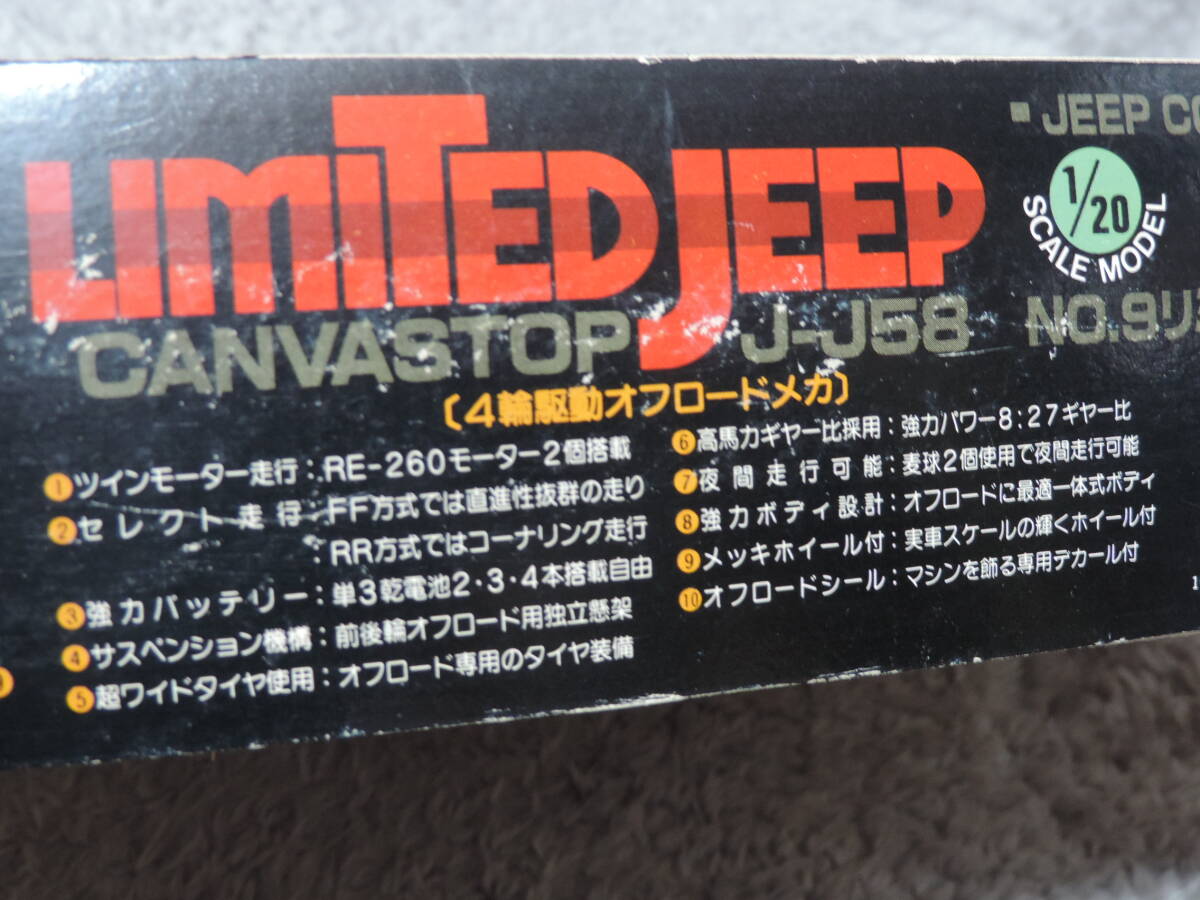 LIMITED JEEP
CANVASTOP J-J58
■ JEEP CO
1/20
SCALE MODEL
NO.9リ
〔4輪駆動オフロードメカ〕
①ツインモーター走行：RE-260モーター2個搭載
②セレクト走行：FF方式では直進性抜群の走り
：RR方式ではコーナリング走行
③強力バッテリー：単3乾電池2・3・4本搭載自由
④サスペンション機構：前後輪オフロード用独立懸架
⑤超ワイドタイヤ使用：オフロード専用のタイヤ装備
⑥高馬力ギヤー比採用：強力パワー8：27ギヤー比
⑦夜間走行可能：麦球2個使用で夜間走行可能
⑧強力ボディ設計：オフロードに最適一体式ボディ
⑨メッキホイール付：実車スケールの輝くホイール付
⑩オフロードシール：マシンを飾る専用デカール付